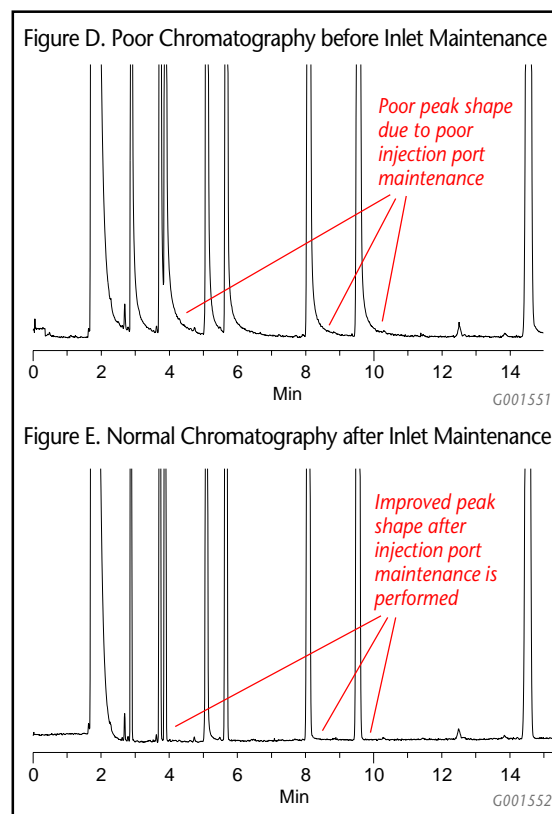 Figure D. Poor Chromatography before Inlet Maintenance
Poor peak shape
due to poor
injection port
maintenance
0 2 4 6 8 10 12 14
Min
G001551
Figure E. Normal Chromatography after Inlet Maintenance
Improved peak
shape after
injection port
maintenance is
performed
0 2 4 6 8 10 12 14
Min
G001552